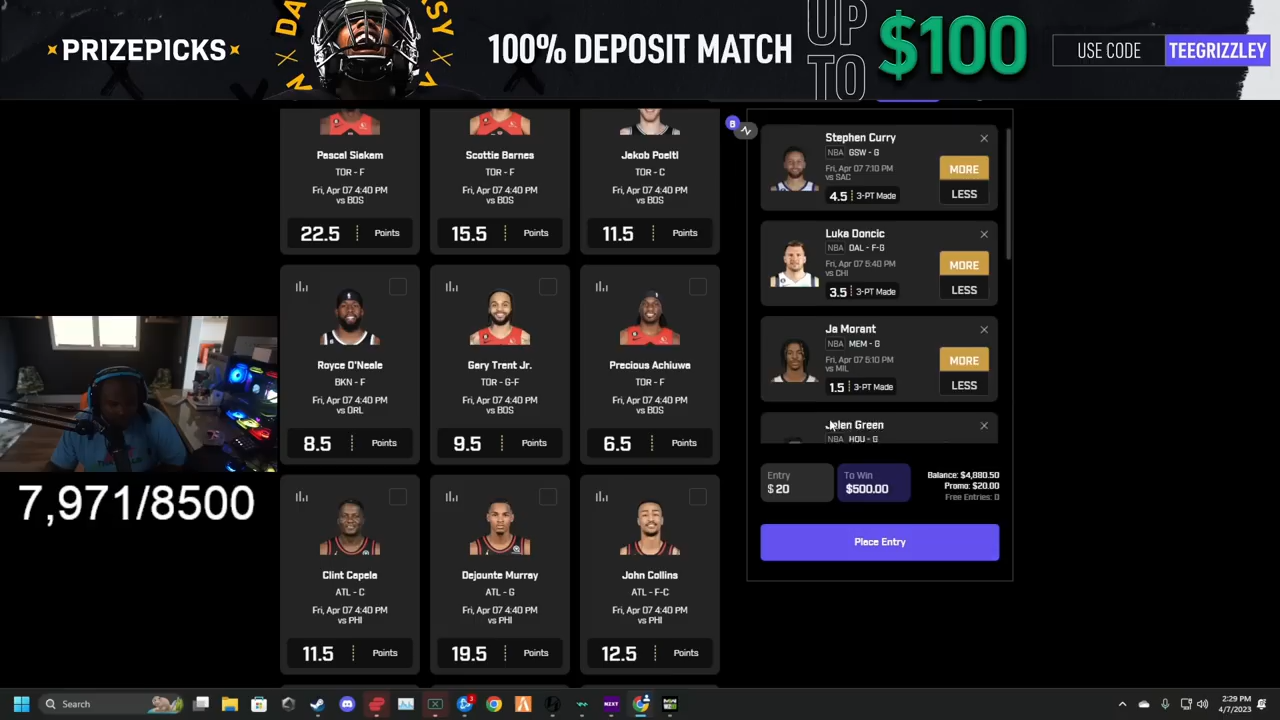 PRIZEPICKS
DA
ASY
100% DEPOSIT MATCH
UP
TO
$100
USE CODE
TEEGRIZZLEY
Pascal Siakam
TOR - F
Fri, Apr 07 4:40 PM
vs BOS
22.5
Points
Scottie Barnes
TOR - F
Fri, Apr 07 4:40 PM
vs BOS
15.5
Points
Jakob Poeltl
TOR - C
Fri, Apr 07 4:40 PM
vs BOS
11.5
Points
Royce O'Neale
BKN - F
Fri, Apr 07 4:40 PM
vs ORL
8.5
Points
Gary Trent Jr.
TOR - G-F
Fri, Apr 07 4:40 PM
vs BOS
9.5
Points
Precious Achiuwa
TOR - F
Fri, Apr 07 4:40 PM
vs BOS
6.5
Points
Clint Capela
ATL - C
Fri, Apr 07 4:40 PM
vs PHI
11.5
Points
Dejounte Murray
ATL - G
Fri, Apr 07 4:40 PM
vs PHI
19.5
Points
John Collins
ATL - F-C
Fri, Apr 07 4:40 PM
vs PHI
12.5
Points
Stephen Curry
NBA GSW - G
Fri, Apr 07 7:10 PM
vs SAC
4.5 3-PT Made
MORE
LESS
Luka Doncic
NBA DAL - F-G
Fri, Apr 07 5:40 PM
vs CHI
3.5 3-PT Made
MORE
LESS
Ja Morant
NBA MEM - G
Fri, Apr 07 5:10 PM
vs MIL
1.5 3-PT Made
MORE
LESS
Jalen Green
NBA HOU - G
Entry
$ 20
To Win
$500.00
Balance: $4,880.50
Promo: $20.00
Free Entries: 0
Place Entry
7,971/8500
Search
3
NZXT
2:29 PM
4/7/2023